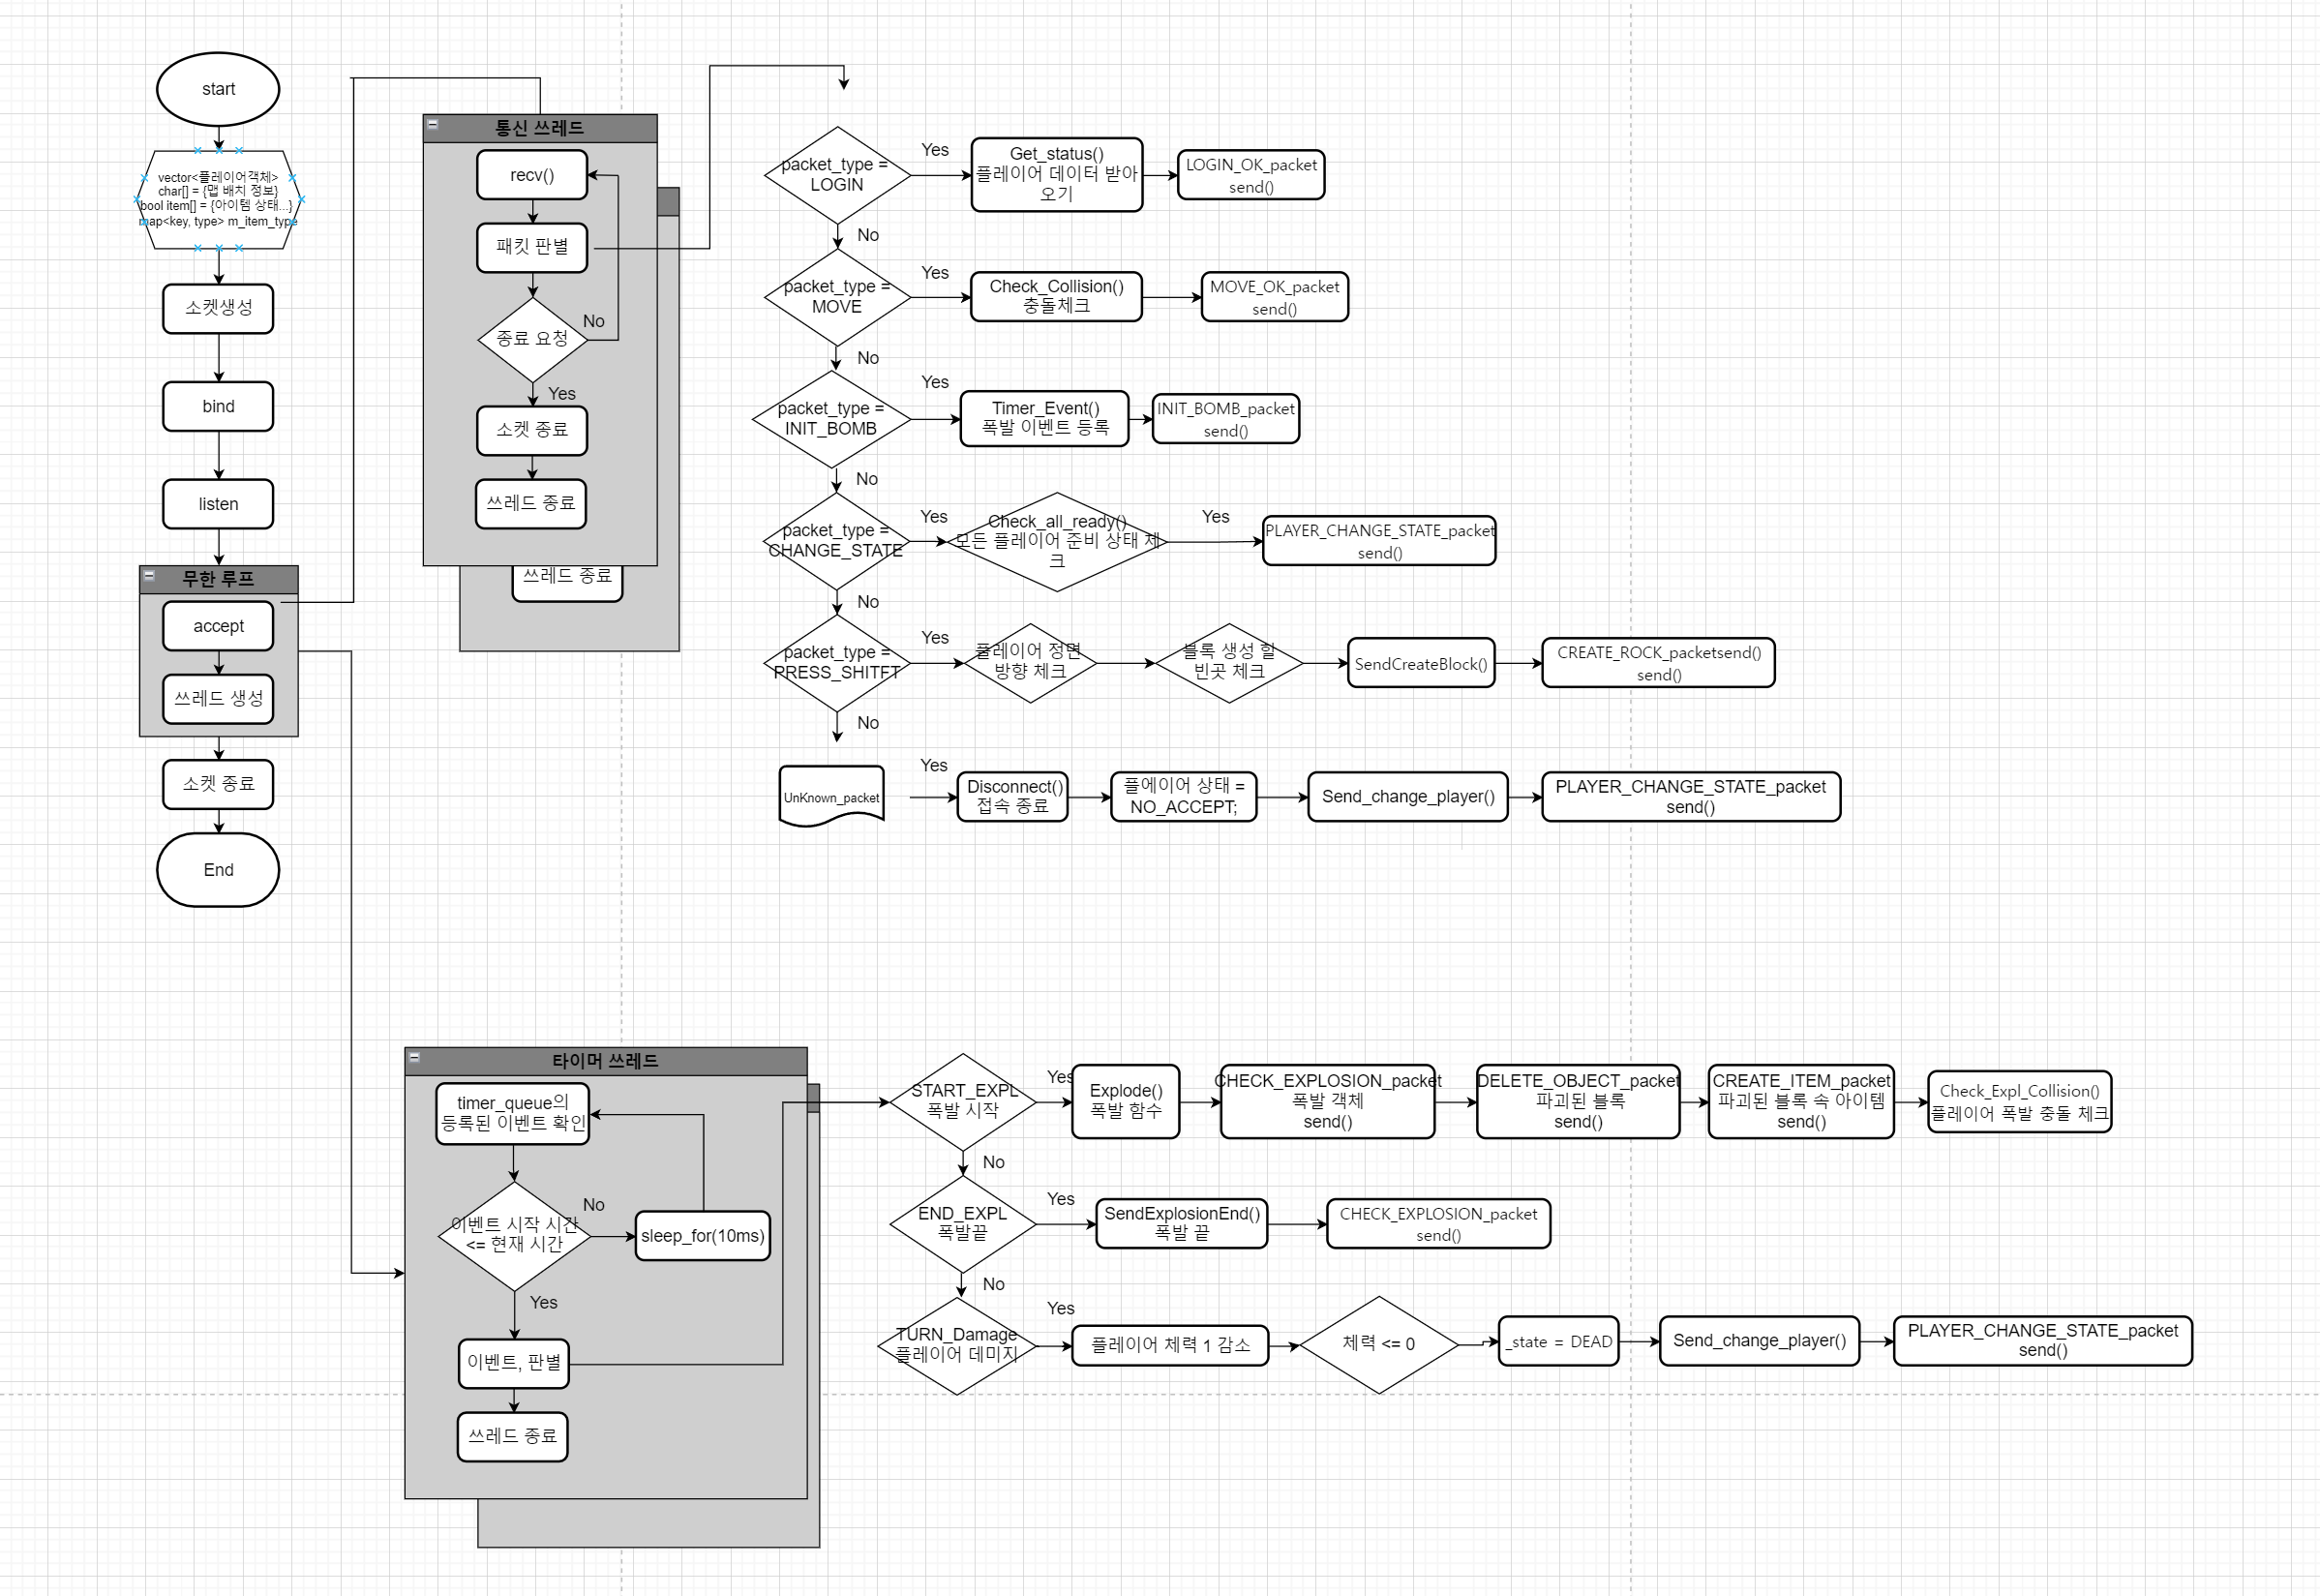 start
vector<플레이어객체>
char[] = {맵 배치 정보}
bool item[] = {아이템 상태...}
map<key, type> m_item_type
소켓생성
bind
listen
무한 루프
accept
쓰레드 생성
소켓 종료
End
통신 쓰레드
recv()
패킷 판별
종료 요청
No
Yes
소켓 종료
쓰레드 종료
쓰레드 종료
packet_type =
LOGIN
Yes
Get_status()
플레이어 데이터 받아
오기
LOGIN_OK_packet
send()
No
packet_type =
MOVE
Yes
Check_Collision()
충돌체크
MOVE_OK_packet
send()
No
packet_type =
INIT_BOMB
Yes
Timer_Event()
폭발 이벤트 등록
INIT_BOMB_packet
send()
No
packet_type =
CHANGE_STATE
Yes
Check_all_ready()
모든 플레이어 준비 상태 체
크
Yes
PLAYER_CHANGE_STATE_packet
send()
No
packet_type =
PRESS_SHITFT
Yes
플레이어 정면
방향 체크
블록 생성 할
빈곳 체크
SendCreateBlock()
CREATE_ROCK_packetsend()
send()
No
UnKnown_packet
Yes
Disconnect()
접속 종료
플에이어 상태 =
NO_ACCEPT;
Send_change_player()
PLAYER_CHANGE_STATE_packet
send()
타이머 쓰레드
timer_queue의
등록된 이벤트 확인
이벤트 시작 시간
<= 현재 시간
No
sleep_for(10ms)
Yes
이벤트, 판별
쓰레드 종료
START_EXPL
폭발 시작
Yes
Explode()
폭발 함수
CHECK_EXPLOSION_packet
폭발 객체
send()
DELETE_OBJECT_packet
파괴된 블록
send()
CREATE_ITEM_packet
파괴된 블록 속 아이템
send()
Check_Expl_Collision()
플레이어 폭발 충돌 체크
No
END_EXPL
폭발끝
Yes
SendExplosionEnd()
폭발 끝
CHECK_EXPLOSION_packet
send()
No
TURN_Damage
플레이어 데미지
Yes
플레이어 체력 1 감소
체력 <= 0
_state = DEAD
Send_change_player()
PLAYER_CHANGE_STATE_packet
send()